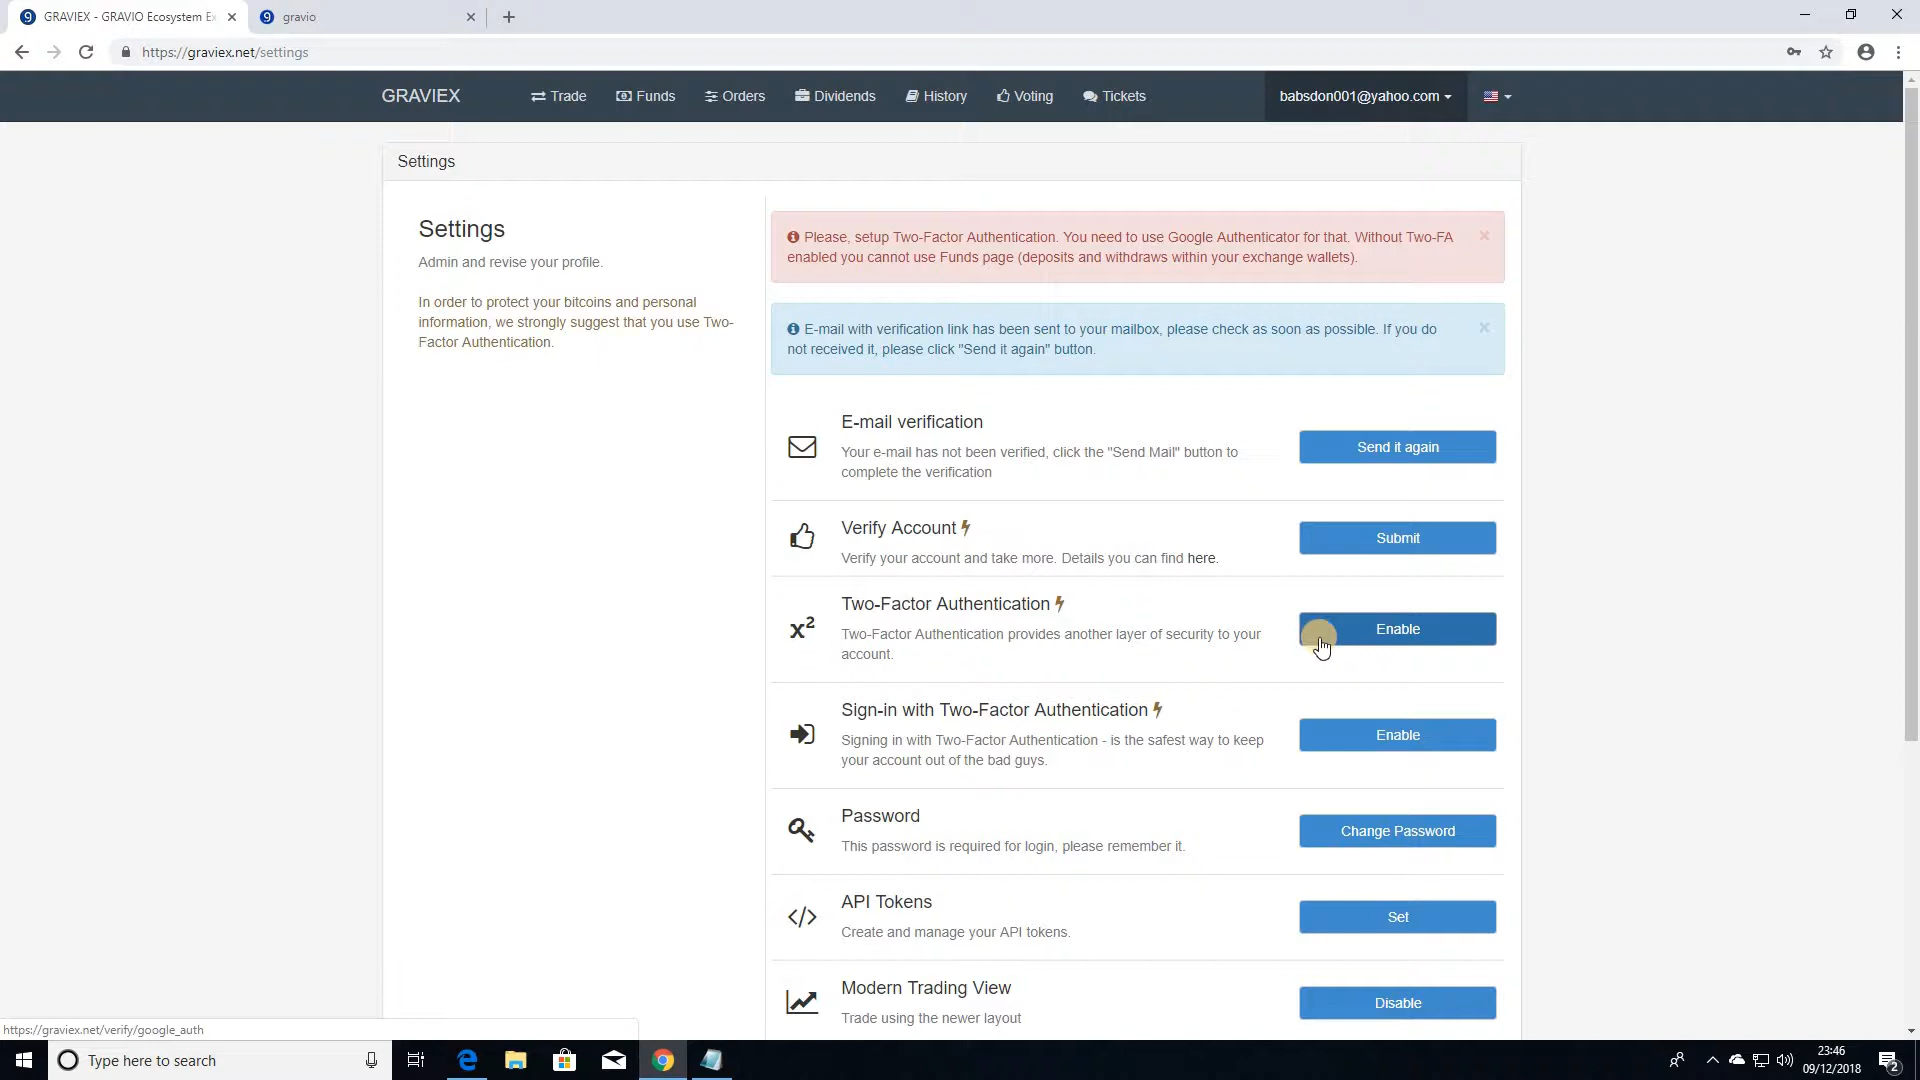 GRAVIEX - GRAVIO Ecosystem Ex
gravio
https://graviex.net/settings
GRAVIEX
Trade
Funds
Orders
Dividends
History
Voting
Tickets
babsdon001@yahoo.com
Settings
Settings
Admin and revise your profile.
In order to protect your bitcoins and personal
information, we strongly suggest that you use Two-
Factor Authentication.
Please, setup Two-Factor Authentication. You need to use Google Authenticator for that. Without Two-FA
enabled you cannot use Funds page (deposits and withdraws within your exchange wallets).
E-mail with verification link has been sent to your mailbox, please check as soon as possible. If you do
not received it, please click "Send it again" button.
E-mail verification
Your e-mail has not been verified, click the "Send Mail" button to
complete the verification
Send it again
Verify Account
Verify your account and take more. Details you can find here.
Submit
x²
Two-Factor Authentication
Two-Factor Authentication provides another layer of security to your
account.
Enable
Sign-in with Two-Factor Authentication
Signing in with Two-Factor Authentication - is the safest way to keep
your account out of the bad guys.
Enable
Password
This password is required for login, please remember it.
Change Password
API Tokens
Create and manage your API tokens.
Set
Modern Trading View
Trade using the newer layout
Disable
https://graviex.net/verify/google_auth
Type here to search
23:46
09/12/2018
2